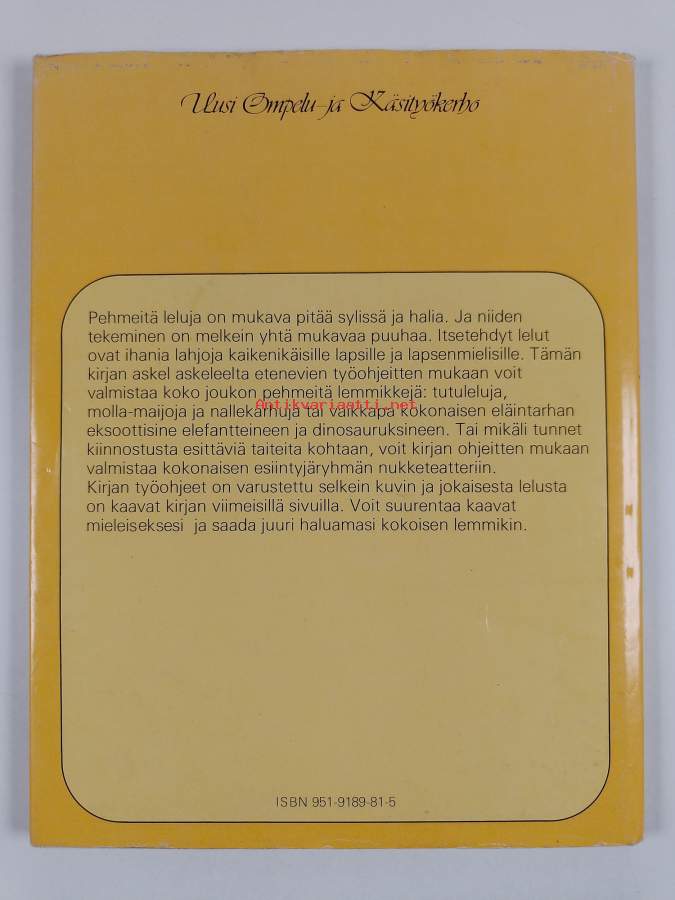 Uusi Ompelu- ja Käsityökerho
Pehmeitä leluja on mukava pitää sylissä ja halia. Ja niiden
tekeminen on melkein yhtä mukavaa puuhaa. Itsetehdyt lelut
ovat ihania lahjoja kaikenikäisille lapsille ja lapsenmielisille. Tämän
kirjan askel askeleelta etenevien työohjeitten mukaan voit
valmistaa koko joukon pehmeitä lemmikkejä: tutuleluja,
Antikvariaatti.net
molla-maijoja ja nallekarhuja tai vaikkapa kokonaisen eläintarhan
eksoottisine elefantteineen ja dinosauruksineen. Tai mikäli tunnet
kiinnostusta esittäviä taiteita kohtaan, voit kirjan ohjeitten mukaan
valmistaa kokonaisen esiintyjäryhmän nukketeatteriin.
Kirjan työohjeet on varustettu selkein kuvin ja jokaisesta lelusta
on kaavat kirjan viimeisillä sivuilla. Voit suurentaa kaavat
mieleiseksesi ja saada juuri haluamasi kokoisen lemmikin.
ISBN 951-9189-81-5